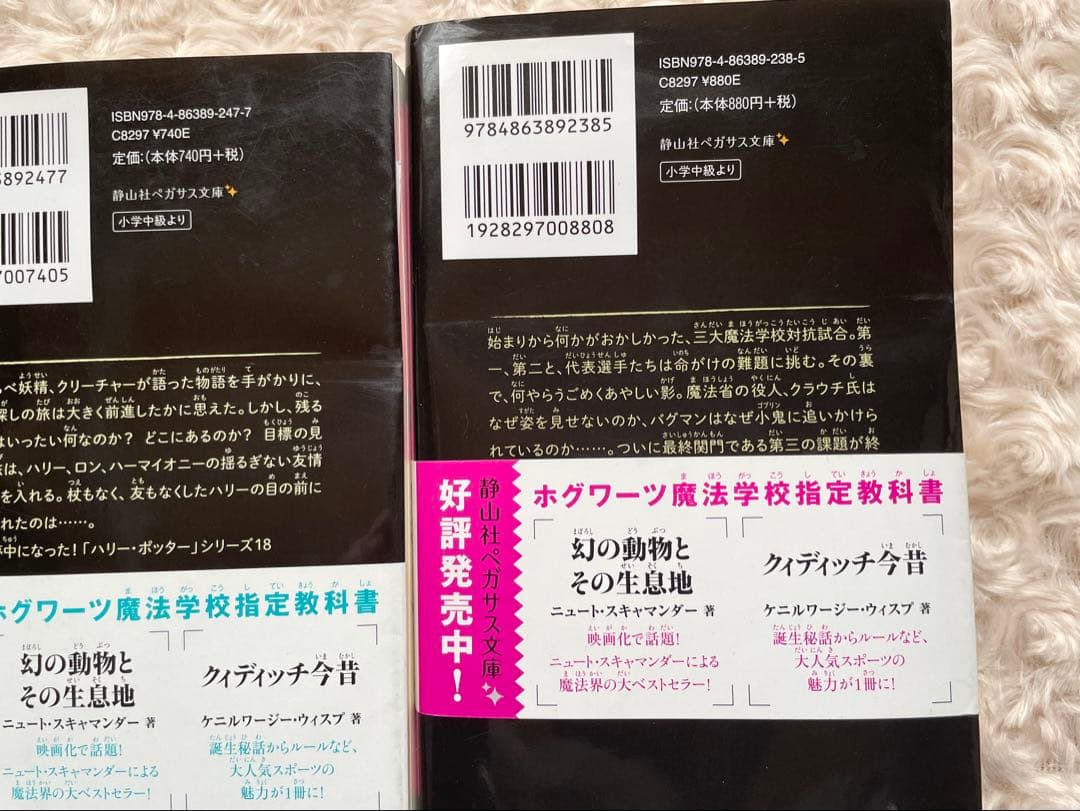 ISBN978-4-86389-247-7
C8297 ¥740E
定価:(本体740円+税)
892477
静山社ペガサス文庫
小学中級より
007405
妖精、クリーチャーが語った物語を手がかりに、
探しの旅は大きく前進したかに思えた。しかし、残る
はいったい何なのか? どこにあるのか? 目標の見
は、ハリー、ロン、ハーマイオニーの揺るぎない友情
を入れる。杖もなく、友もなくしたハリーの目の前に
れたのは……。
中になった!「ハリー・ポッター」シリーズ18
ホグワーツ魔法学校指定教科書
幻の動物と
その生息地
ニュート・スキャマンダー 著
映画化で話題!
ニュート・スキャマンダーによる
魔法界の大ベストセラー!
クィディッチ今昔
ケニルワージー・ウィスプ 著
誕生秘話からルールなど、
大人気スポーツの
魅力が1冊に!
9784863892385
1928297008808
ISBN978-4-86389-238-5
C8297 ¥880E
定価:(本体880円+税)
静山社ペガサス文庫
小学中級より
始まりから何かがおかしかった、三大魔法学校対抗試合。第
一、第二と、代表選手たちは命がけの難題に挑む。その裏
で、何やらうごめくあやしい影。魔法省の役人、クラウチ氏は
なぜ姿を見せないのか、バグマンはなぜ小鬼に追いかけら
れているのか……。ついに最終関門である第三の課題が終
静山社ペガサス文庫
好評発売中!
ホグワーツ魔法学校指定教科書
幻の動物と
その生息地
ニュート・スキャマンダー 著
映画化で話題!
ニュート・スキャマンダーによる
魔法界の大ベストセラー!
クィディッチ今昔
ケニルワージー・ウィスプ 著
誕生秘話からルールなど、
大人気スポーツの
魅力が1冊に!